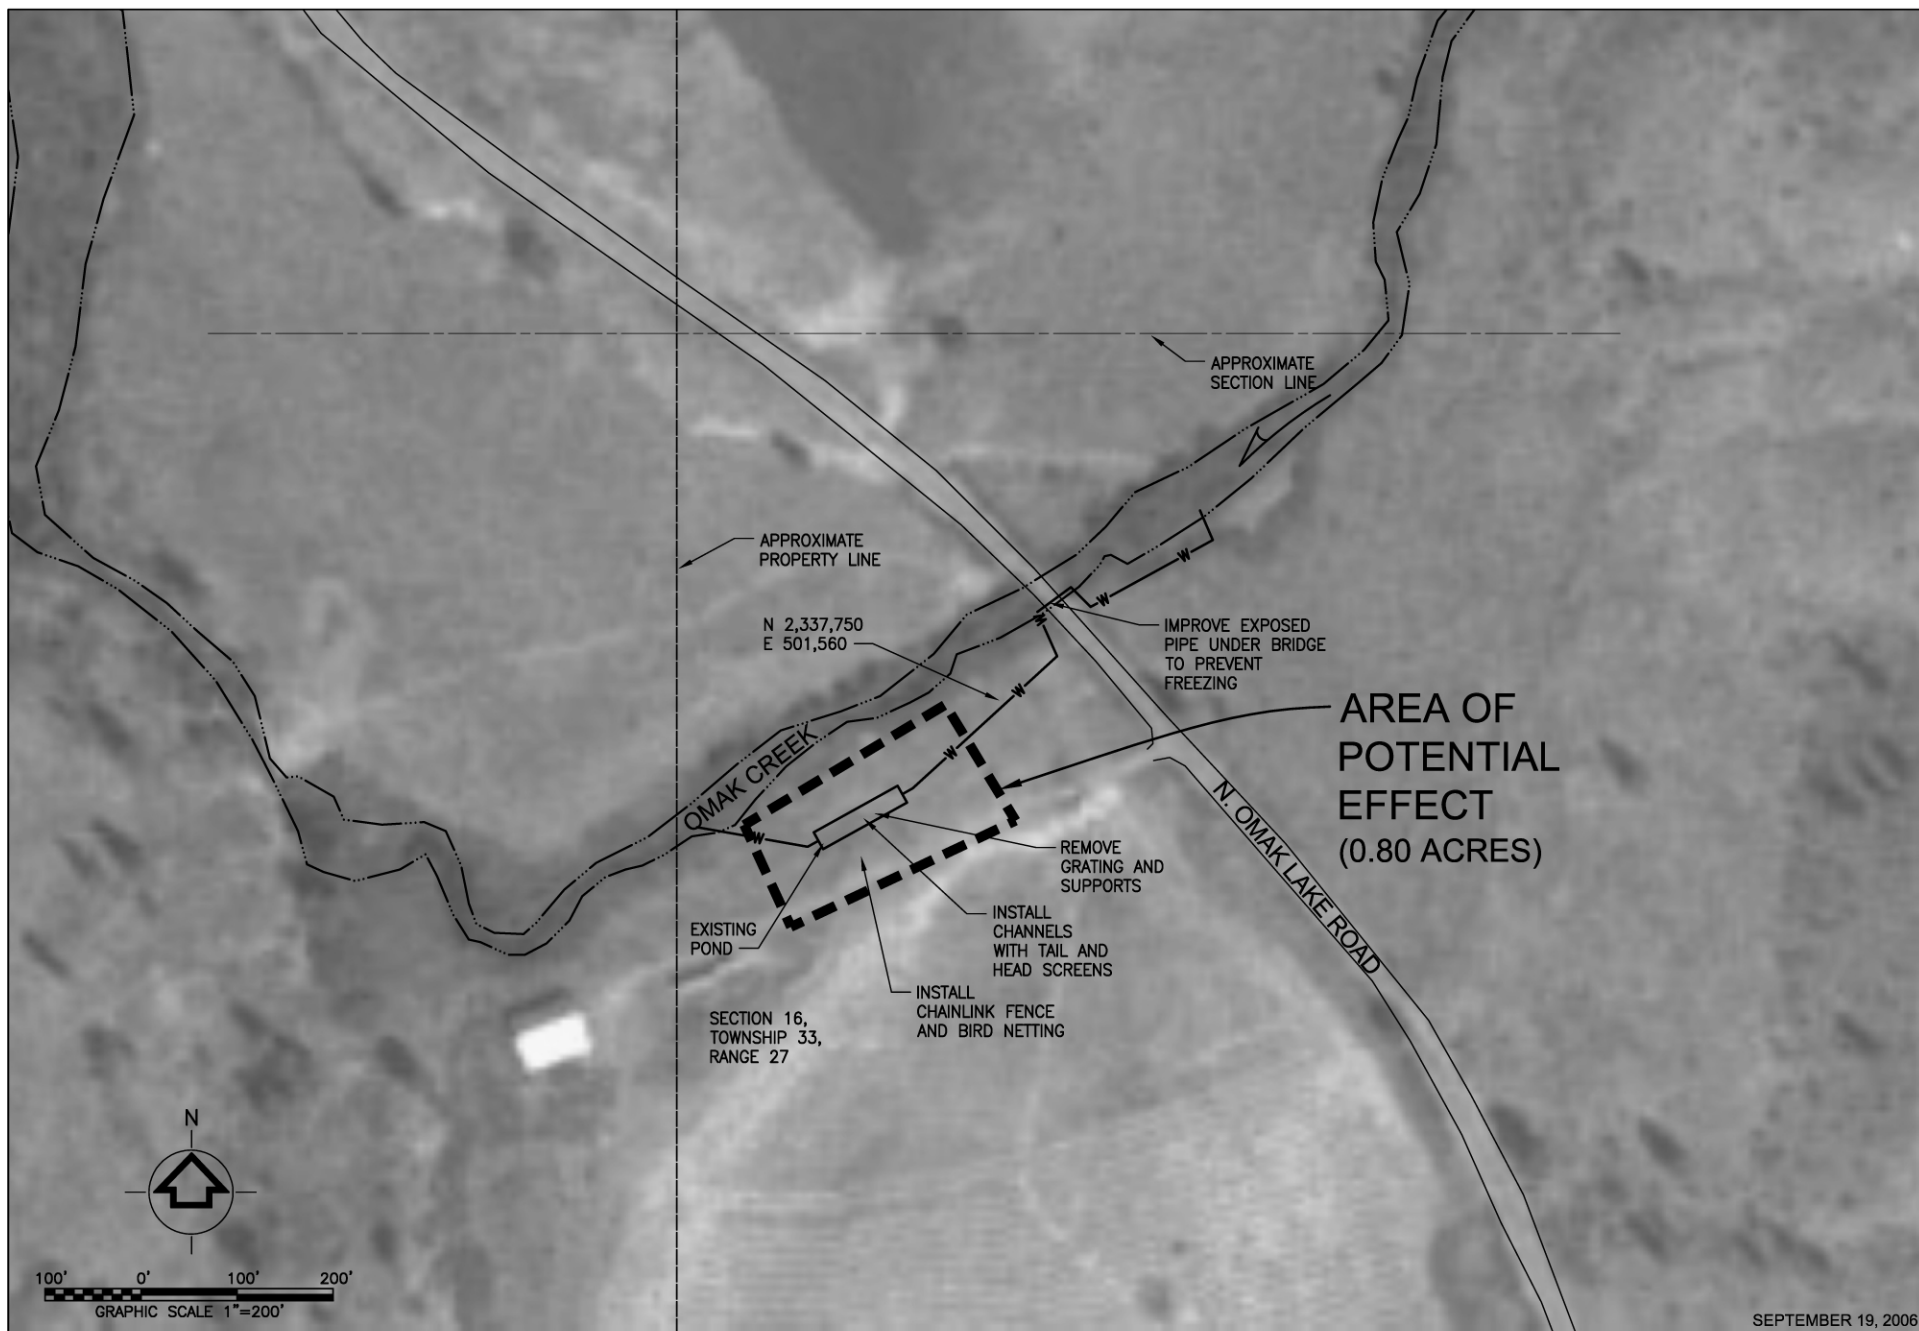 APPROXIMATE
SECTION LINE
APPROXIMATE
PROPERTY LINE
N 2,337,750
E 501,560
IMPROVE EXPOSED
PIPE UNDER BRIDGE
TO PREVENT
FREEZING
W
W
W
W
W
W
AREA OF
POTENTIAL
EFFECT
(0.80 ACRES)
OMAK CREEK
N. OMAK LAKE ROAD
REMOVE
GRATING AND
SUPPORTS
EXISTING
POND
INSTALL
CHANNELS
WITH TAIL AND
HEAD SCREENS
INSTALL
CHAINLINK FENCE
AND BIRD NETTING
SECTION 16,
TOWNSHIP 33,
RANGE 27
N
100' 0' 100' 200'
GRAPHIC SCALE 1"=200'
SEPTEMBER 19, 2006